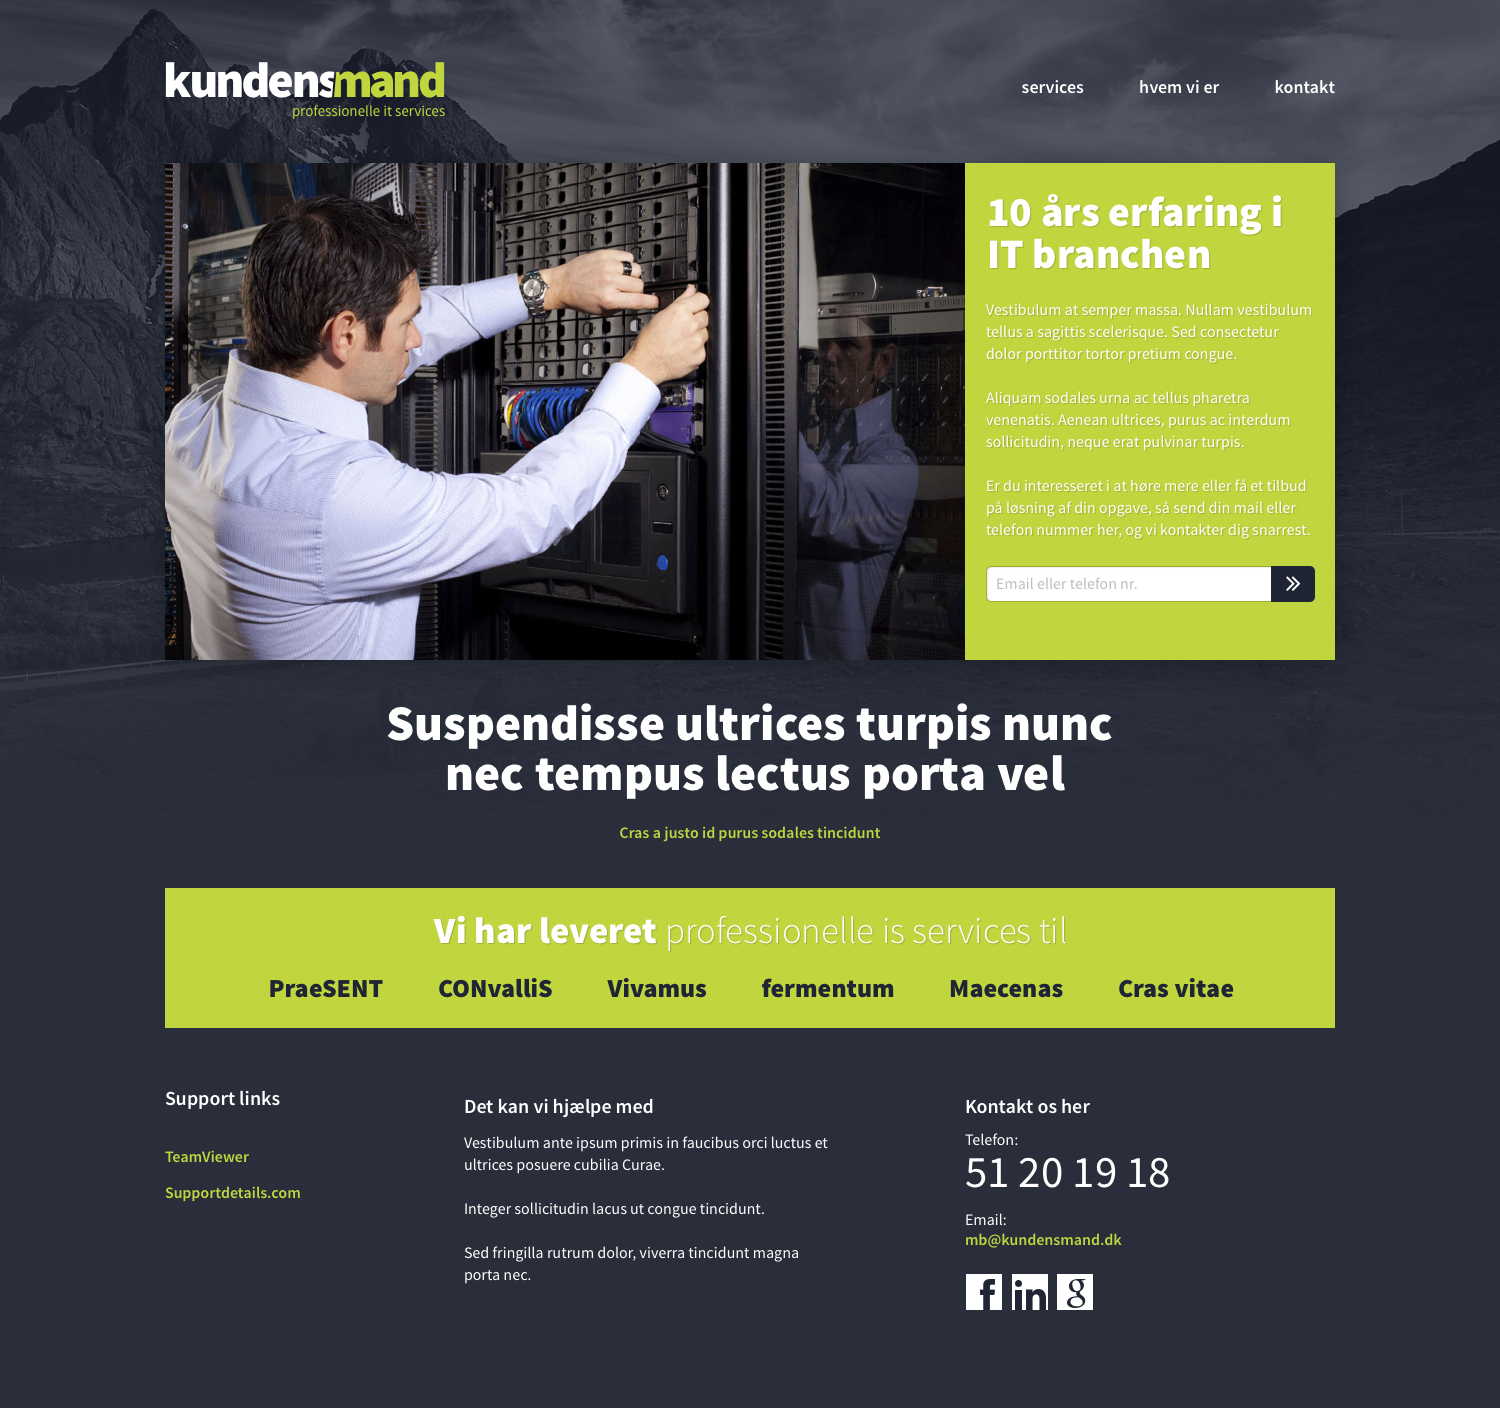 kundensmand
professionelle it services
services
hvem vi er
kontakt
10 års erfaring i
IT branchen
Vestibulum at semper massa. Nullam vestibulum
tellus a sagittis scelerisque. Sed consectetur
dolor porttitor tortor pretium congue.
Aliquam sodales urna ac tellus pharetra
venenatis. Aenean ultrices, purus ac interdum
sollicitudin, neque erat pulvinar turpis.
Er du interesseret i at høre mere eller få et tilbud
på løsning af din opgave, så send din mail eller
telefon nummer her, og vi kontakter dig snarrest.
Email eller telefon nr.
Suspendisse ultrices turpis nunc
nec tempus lectus porta vel
Cras a justo id purus sodales tincidunt
Vi har leveret professionelle is services til
PraeSENT
CONvalliS
Vivamus
fermentum
Maecenas
Cras vitae
Support links
TeamViewer
Supportdetails.com
Det kan vi hjælpe med
Vestibulum ante ipsum primis in faucibus orci luctus et
ultrices posuere cubilia Curae.
Integer sollicitudin lacus ut congue tincidunt.
Sed fringilla rutrum dolor, viverra tincidunt magna
porta nec.
Kontakt os her
Telefon:
51 20 19 18
Email:
mb@kundensmand.dk
f
in
g